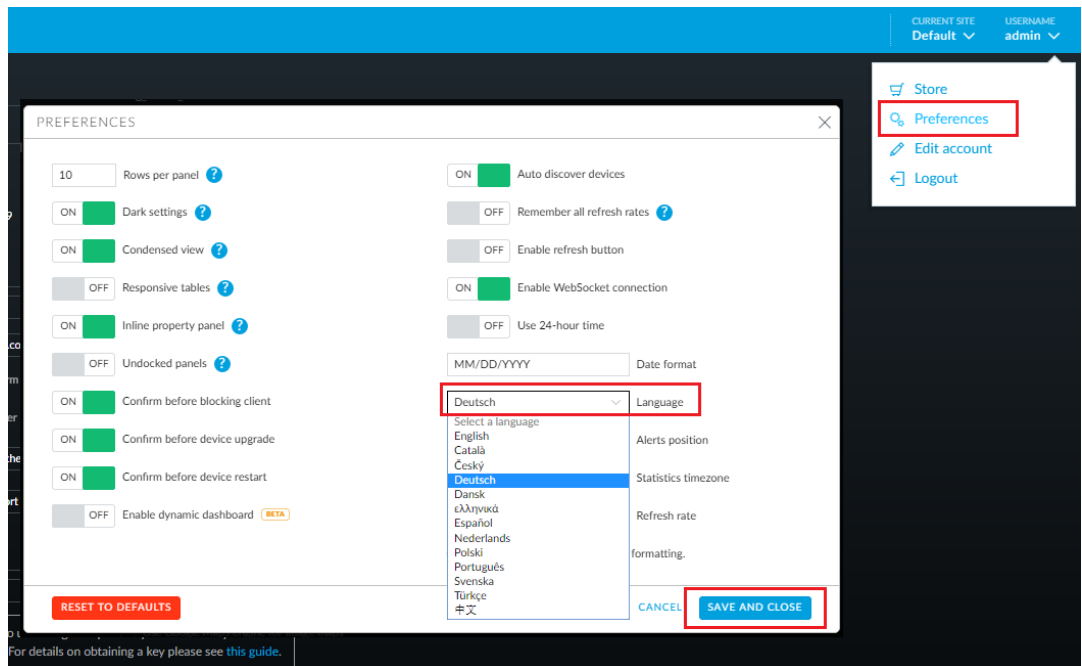 CURRENT SITE
Default
USERNAME
admin
Store
Preferences
Edit account
Logout
PREFERENCES
10 Rows per panel ?
ON Dark settings ?
ON Condensed view ?
OFF Responsive tables ?
ON Inline property panel ?
OFF Undocked panels ?
ON Confirm before blocking client
ON Confirm before device upgrade
ON Confirm before device restart
OFF Enable dynamic dashboard BETA
ON Auto discover devices
OFF Remember all refresh rates ?
OFF Enable refresh button
ON Enable WebSocket connection
OFF Use 24-hour time
MM/DD/YYYY Date format
Deutsch Language
Select a language
English
Català
Český
Deutsch
Dansk
ελληνικά
Español
Nederlands
Polski
Português
Svenska
Türkçe
中文
Alerts position
Statistics timezone
Refresh rate
formatting.
RESET TO DEFAULTS
CANCEL
SAVE AND CLOSE
For details on obtaining a key please see this guide.